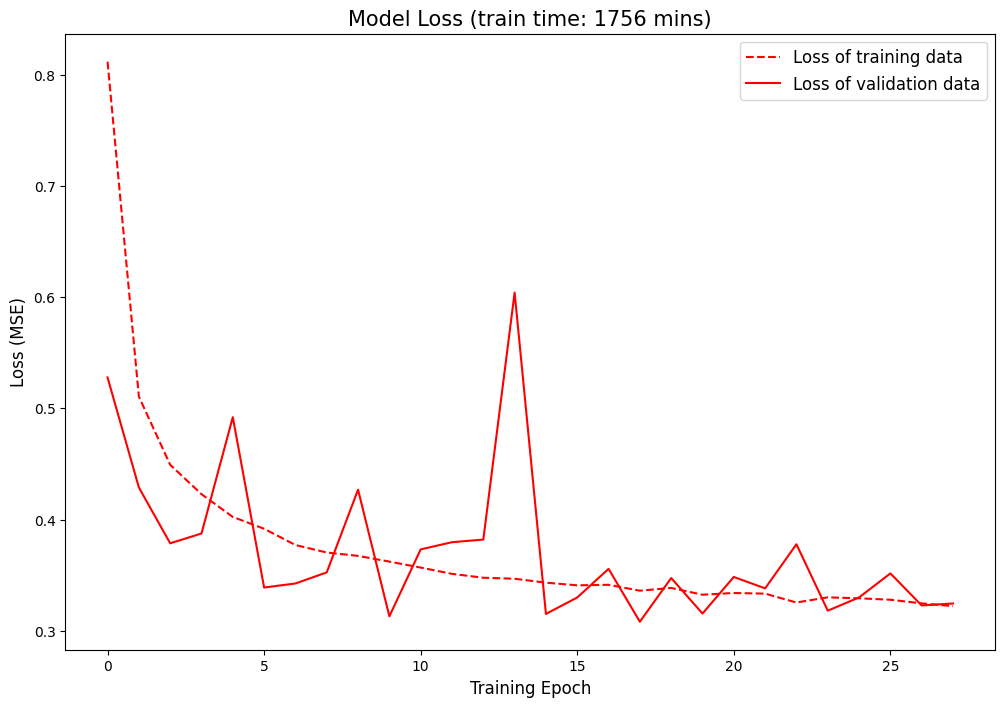 Model Loss (train time: 1756 mins)
Loss of training data
Loss of validation data
0.8
0.7
0.6
0.5
0.4
0.3
Loss (MSE)
0 5 10 15 20 25
Training Epoch